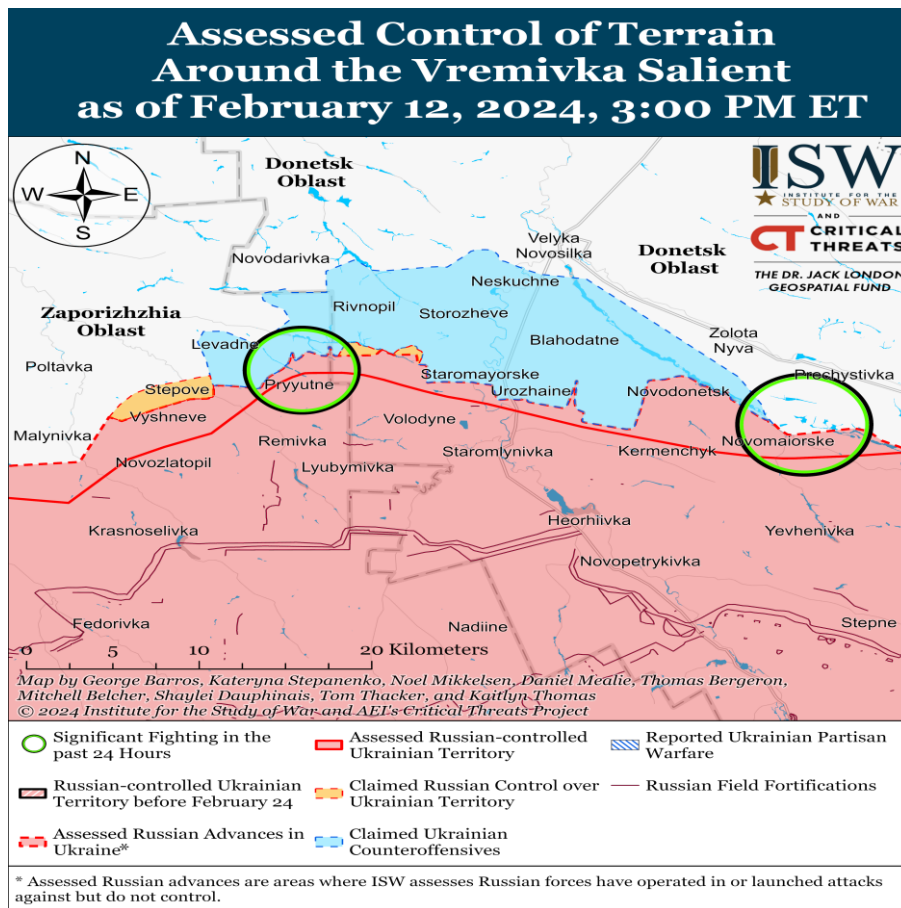 Assessed Control of Terrain
Around the Vremivka Salient
as of February 12, 2024, 3:00 PM ET
N
W E
S
Donetsk
Oblast
ISW
INSTITUTE FOR THE
STUDY OF WAR
AND
CT CRITICAL
THREATS
THE DR. JACK LONDON
GEOSPATIAL FUND
Velyka
Novosilka
Donetsk
Oblast
Novodarivka
Neskuchne
Zaporizhzhia
Oblast
Rivnopil
Storozheve
Levadne
Blahodatne
Zolota
Nyva
Poltavka
Prechystivka
Stepove
Pryyutne
Staromayorske
Urozhaine
Novodonetsk
Vyshneve
Volodyne
Malynivka
Remivka
Novomaiorske
Staromlynivka
Kermenchyk
Novozlatopil
Lyubymivka
Krasnoselivka
Heorhiivka
Yevhenivka
Novopetrykivka
Fedorivka
Nadiine
Stepne
0 5 10 20 Kilometers
Map by George Barros, Kateryna Stepanenko, Noel Mikkelsen, Daniel Mealie, Thomas Bergeron,
Mitchell Belcher, Shaylei Dauphinais, Tom Thacker, and Kaitlyn Thomas
© 2024 Institute for the Study of War and AEI's Critical Threats Project
Significant Fighting in the
past 24 Hours
Assessed Russian-controlled
Ukrainian Territory
Reported Ukrainian Partisan
Warfare
Russian-controlled Ukrainian
Territory before February 24
Claimed Russian Control over
Ukrainian Territory
Russian Field Fortifications
Assessed Russian Advances in
Ukraine*
Claimed Ukrainian
Counteroffensives
* Assessed Russian advances are areas where ISW assesses Russian forces have operated in or launched attacks
against but do not control.